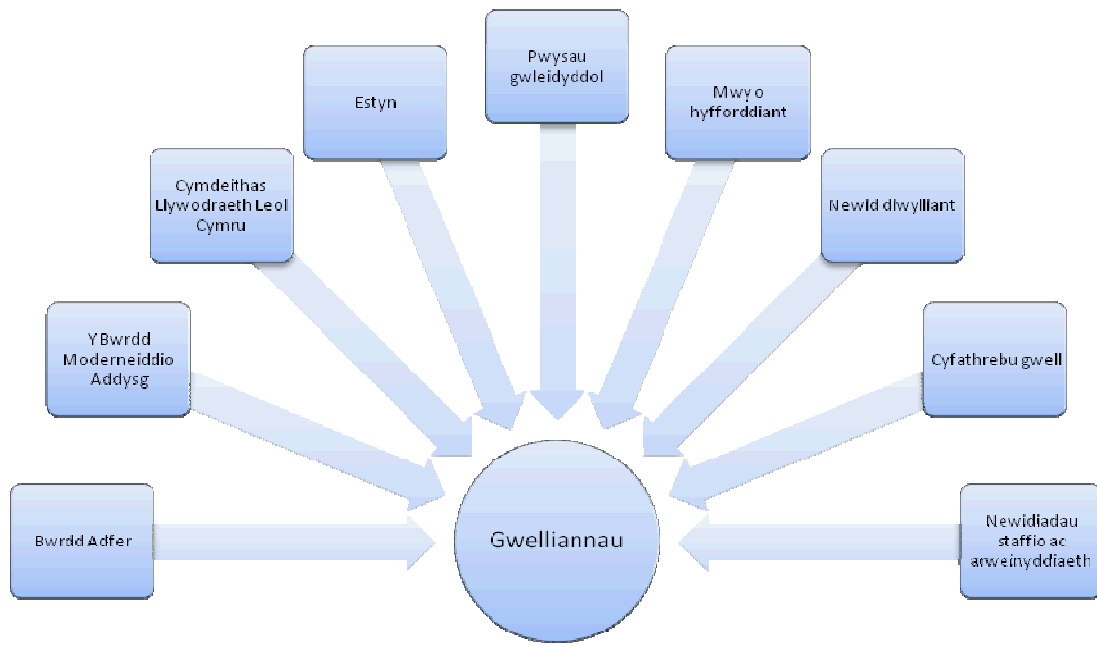 Pwysau
gwleidyddol
Estyn
Mwy o
hyfforddiant
Cymdeithas
Llywodraeth Leol
Cymru
Newid diwylliant
Y Bwrdd
Moderneiddio
Addysg
Cyfathrebu gwell
Bwrdd Adfer
Gwelliannau
Newidiadau
staffio ac
arweinyddiaeth